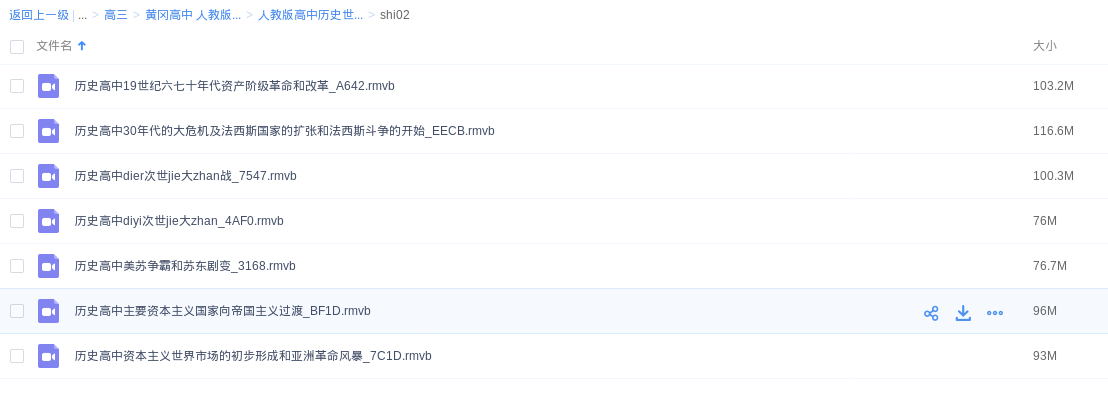 返回上一级 | ... > 高三 > 黄冈高中 人教版... > 人教版高中历史世... > shi02
文件名 大小
历史高中19世纪六七十年代资产阶级革命和改革_A642.rmvb 103.2M
历史高中30年代的大危机及法西斯国家的扩张和法西斯斗争的开始_EECB.rmvb 116.6M
历史高中dier次世jie大zhan战_7547.rmvb 100.3M
历史高中diyi次世jie大zhan_4AF0.rmvb 76M
历史高中美苏争霸和苏东剧变_3168.rmvb 76.7M
历史高中主要资本主义国家向帝国主义过渡_BF1D.rmvb 96M
历史高中资本主义世界市场的初步形成和亚洲革命风暴_7C1D.rmvb 93M